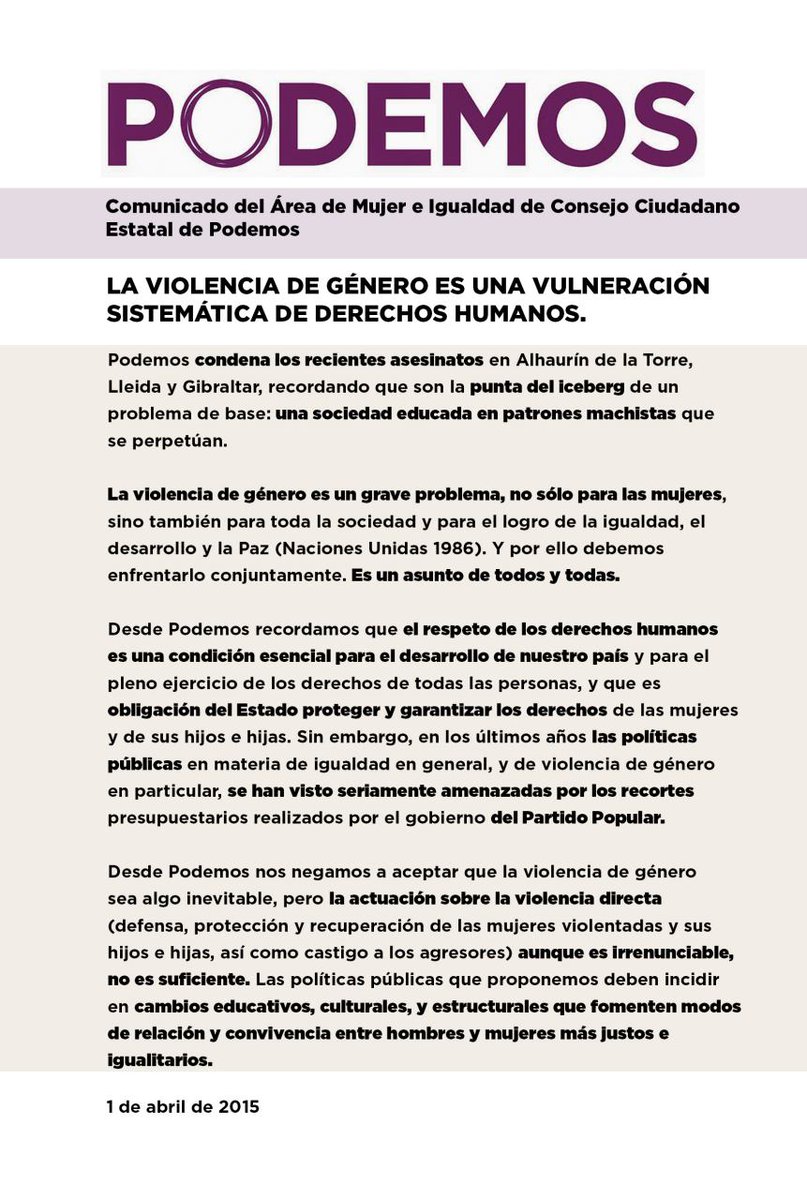 PODEMOS
Comunicado del Área de Mujer e Igualdad de Consejo Ciudadano
Estatal de Podemos
LA VIOLENCIA DE GÉNERO ES UNA VULNERACIÓN
SISTEMÁTICA DE DERECHOS HUMANOS.
Podemos condena los recientes asesinatos en Alhaurín de la Torre,
Lleida y Gibraltar, recordando que son la punta del iceberg de un
problema de base: una sociedad educada en patrones machistas que
se perpetúan.
La violencia de género es un grave problema, no sólo para las mujeres,
sino también para toda la sociedad y para el logro de la igualdad, el
desarrollo y la Paz (Naciones Unidas 1986). Y por ello debemos
enfrentarlo conjuntamente. Es un asunto de todos y todas.
Desde Podemos recordamos que el respeto de los derechos humanos
es una condición esencial para el desarrollo de nuestro país y para el
pleno ejercicio de los derechos de todas las personas, y que es
obligación del Estado proteger y garantizar los derechos de las mujeres
y de sus hijos e hijas. Sin embargo, en los últimos años las políticas
públicas en materia de igualdad en general, y de violencia de género
en particular, se han visto seriamente amenazadas por los recortes
presupuestarios realizados por el gobierno del Partido Popular.
Desde Podemos nos negamos a aceptar que la violencia de género
sea algo inevitable, pero la actuación sobre la violencia directa
(defensa, protección y recuperación de las mujeres violentadas y sus
hijos e hijas, así como castigo a los agresores) aunque es irrenunciable,
no es suficiente. Las políticas públicas que proponemos deben incidir
en cambios educativos, culturales, y estructurales que fomenten modos
de relación y convivencia entre hombres y mujeres más justos e
igualitarios.
1 de abril de 2015